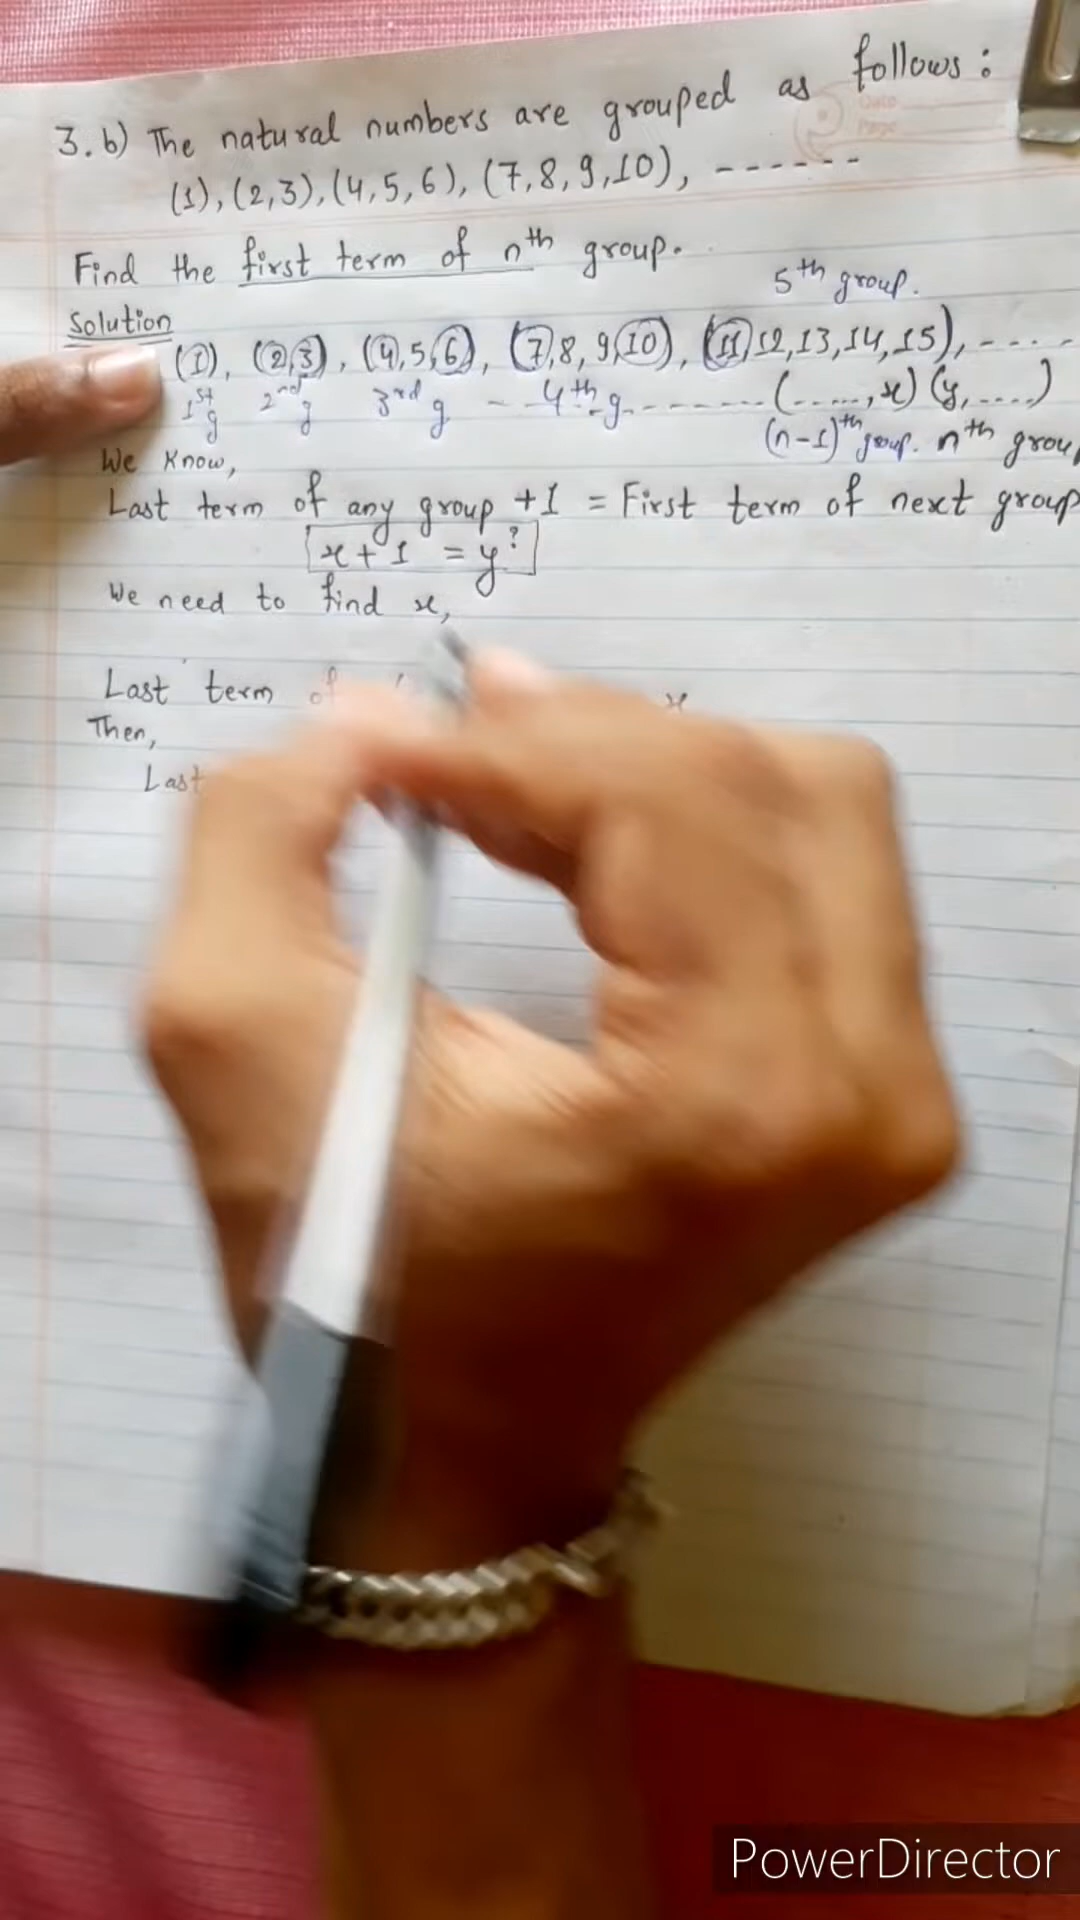 3. b) The natural numbers are grouped as follows:
(1), (2,3), (4,5,6), (7,8,9,10), ------
Find the first term of nth group.
5th group.
Solution
(1), (2,3), (4,5,6), (7,8,9,10), (11,12,13,14,15), ----
1st g 2nd g 3rd g - - 4th g. ------- (......, x) (y, ....)
(n-1)th group. nth
We know,
Last term of any group +1 = First term of next group
x + 1 = y?
We need to find x,
Last term of x
Then,
Last
Date
Page
PowerDirector